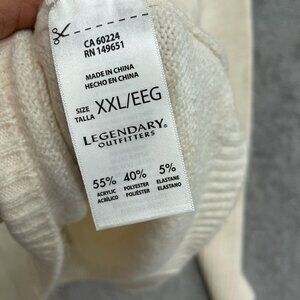 CA 60224
RN 149651
MADE IN CHINA
HECHO EN CHINA
SIZE XXL/EEG
TALLA
LEGENDARY
OUTFITTERS®
55% 40% 5%
ACRYLIC POLYESTER ELASTANE
ACRÍLICO POLIÉSTER ELASTANO